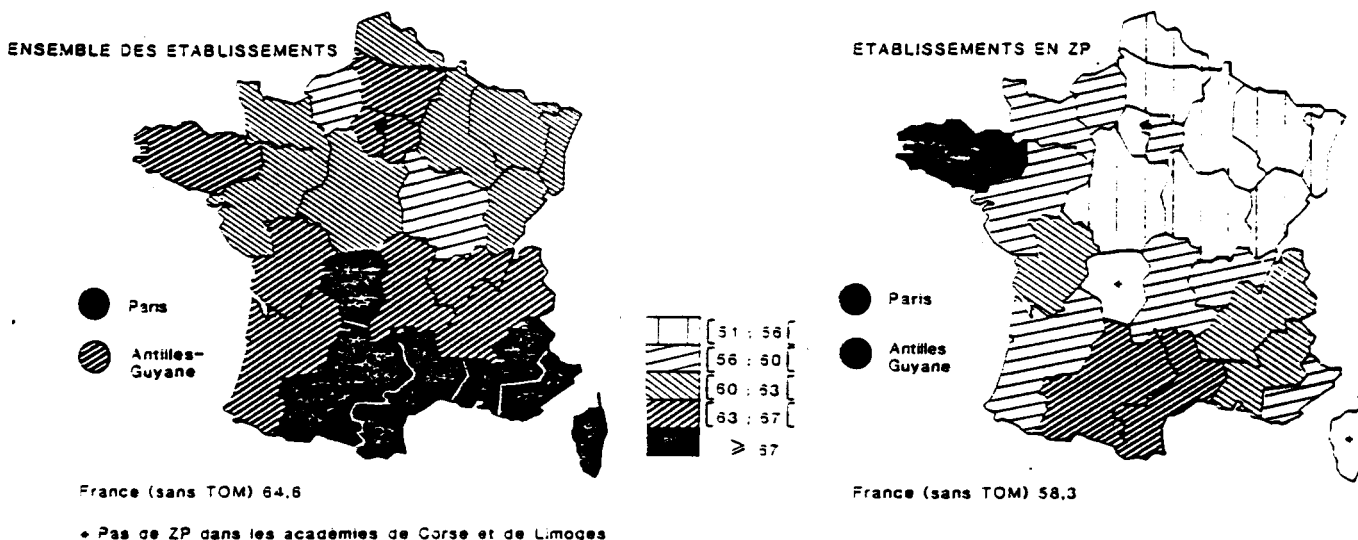 ENSEMBLE DES ETABLISSEMENTS
Paris
Antilles-
Guyane
France (sans TOM) 64,6
* Pas de ZP dans les académies de Corse et de Limoges
[51 ; 56[
[56 ; 60[
[60 ; 63[
[63 ; 67[
⩾ 67
ETABLISSEMENTS EN ZP
Paris
Antilles
Guyane
France (sans TOM) 58,3